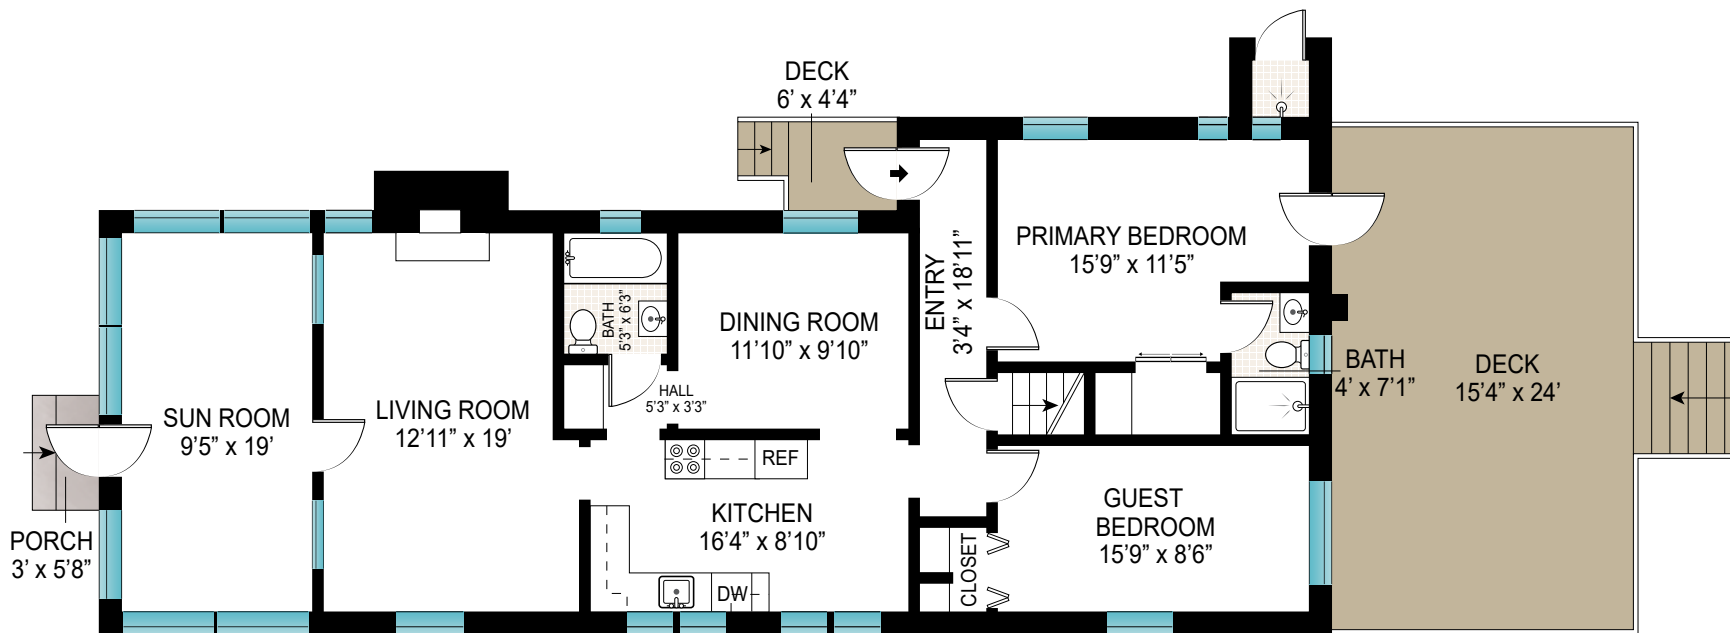 DECK
6’ x 4’4”
PRIMARY BEDROOM
15’9” x 11’5”
ENTRY
3’4” x 18’11”
BATH
5’3” x 6’3”
DINING ROOM
11’10” x 9’10”
HALL
5’3” x 3’3”
SUN ROOM
9’5” x 19’
LIVING ROOM
12’11” x 19’
BATH
4’ x 7’1”
DECK
15’4” x 24’
REF
KITCHEN
16’4” x 8’10”
GUEST
BEDROOM
15’9” x 8’6”
PORCH
3’ x 5’8”
CLOSET
DW